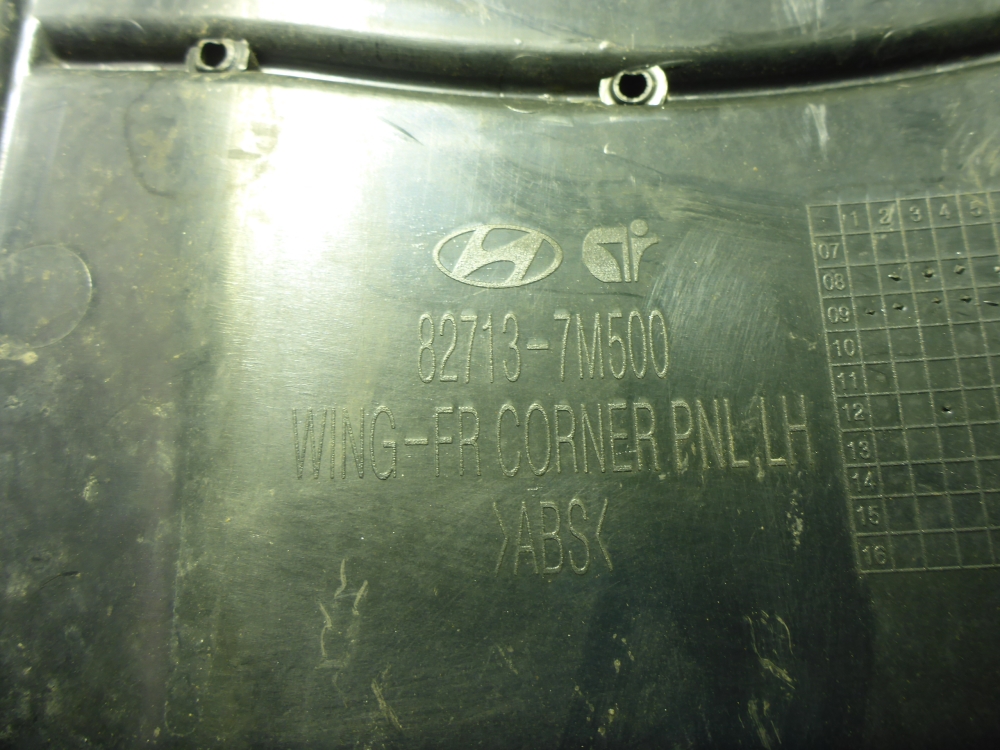 82713-7M500
WING-FR CORNER PNL,LH
>ABS<
1 2 3 4 5
07
08
09
10
11
12
13
14
15
16